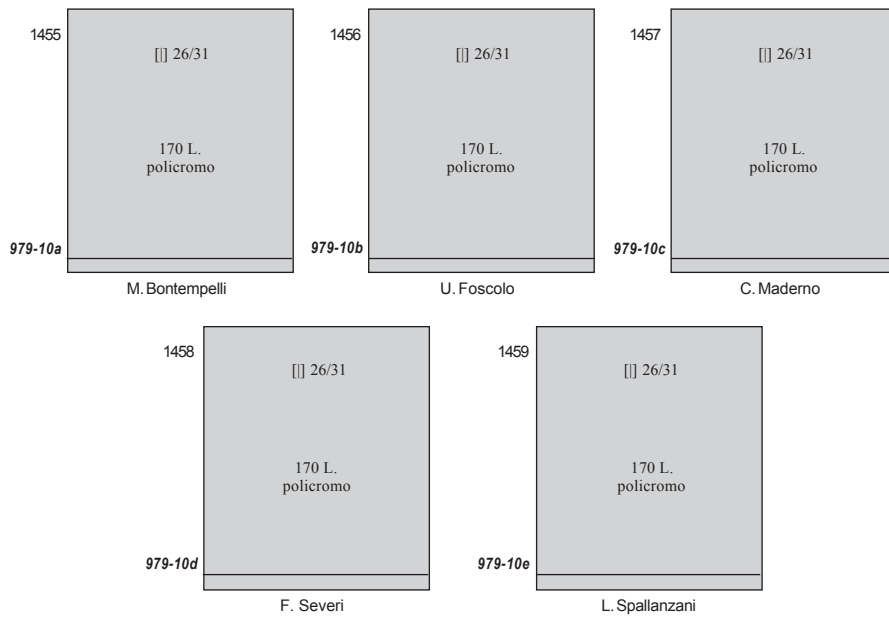 1455
[|] 26/31
170 L.
policromo
979-10a
M. Bontempelli
1456
[|] 26/31
170 L.
policromo
979-10b
U. Foscolo
1457
[|] 26/31
170 L.
policromo
979-10c
C. Maderno
1458
[|] 26/31
170 L.
policromo
979-10d
F. Severi
1459
[|] 26/31
170 L.
policromo
979-10e
L. Spallanzani